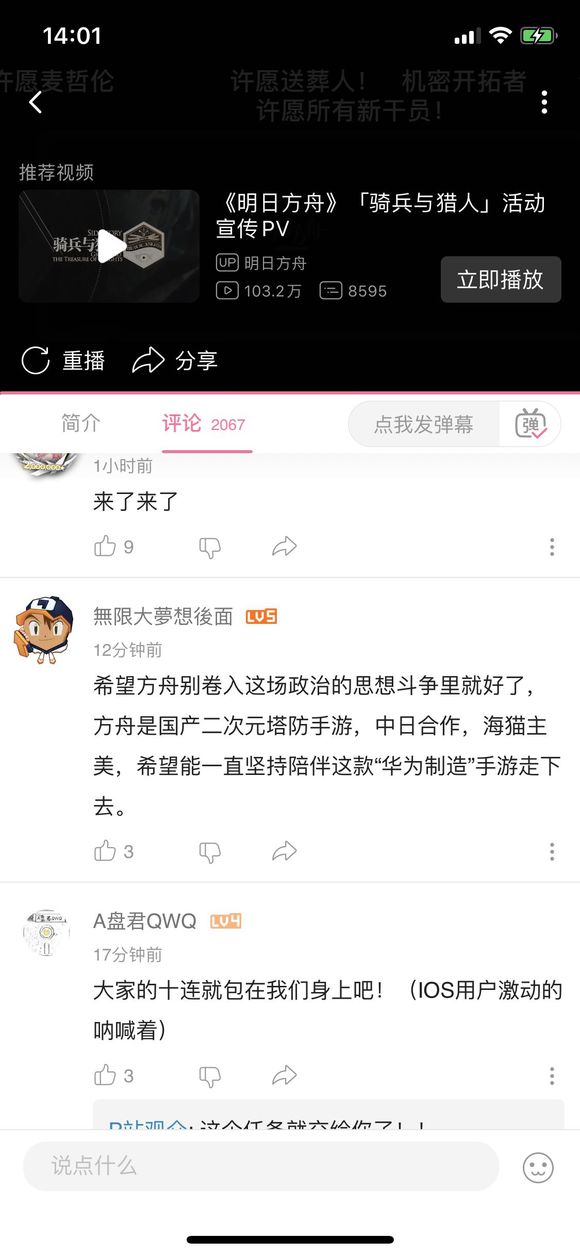 14:01
许愿麦哲伦
许愿送葬人！ 机密开拓者
许愿所有新干员！
推荐视频
《明日方舟》「骑兵与猎人」活动
宣传PV
UP 明日方舟
103.2万 8595
立即播放
重播 分享
简介 评论 2067 点我发弹幕 弹
1小时前
来了来了
9
無限大夢想後面 LV5
12分钟前
希望方舟别卷入这场政治的思想斗争里就好了，
方舟是国产二次元塔防手游，中日合作，海猫主
美，希望能一直坚持陪伴这款“华为制造”手游走下
去。
3
A盘君QWQ LV4
17分钟前
大家的十连就包在我们身上吧！（IOS用户激动的
呐喊着）
3
说点什么